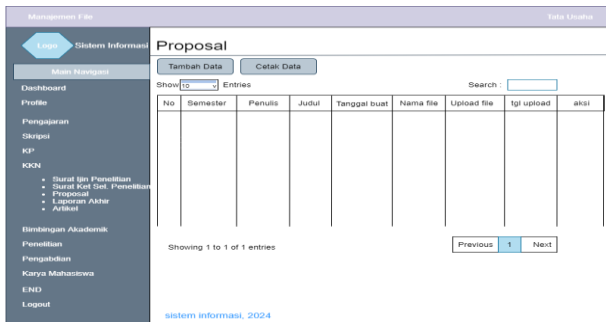 Manajemen File
Tata Usaha
Logo
Sistem Informasi
Main Navigasi
Dashboard
Profile
Pengajaran
Skripsi
KP
KKN
Surat Ijin Penelitian
Surat Ket Sel. Penelitian
Proposal
Laporan Akhir
Artikel
Bimbingan Akademik
Penelitian
Pengabdian
Karya Mahasiswa
END
Logout
Proposal
Tambah Data
Cetak Data
Show 10 v Entries
Search :
No Semester Penulis Judul Tanggal buat Nama file Upload file tgl upload aksi
Showing 1 to 1 of 1 entries
Previous 1 Next
sistem informasi, 2024